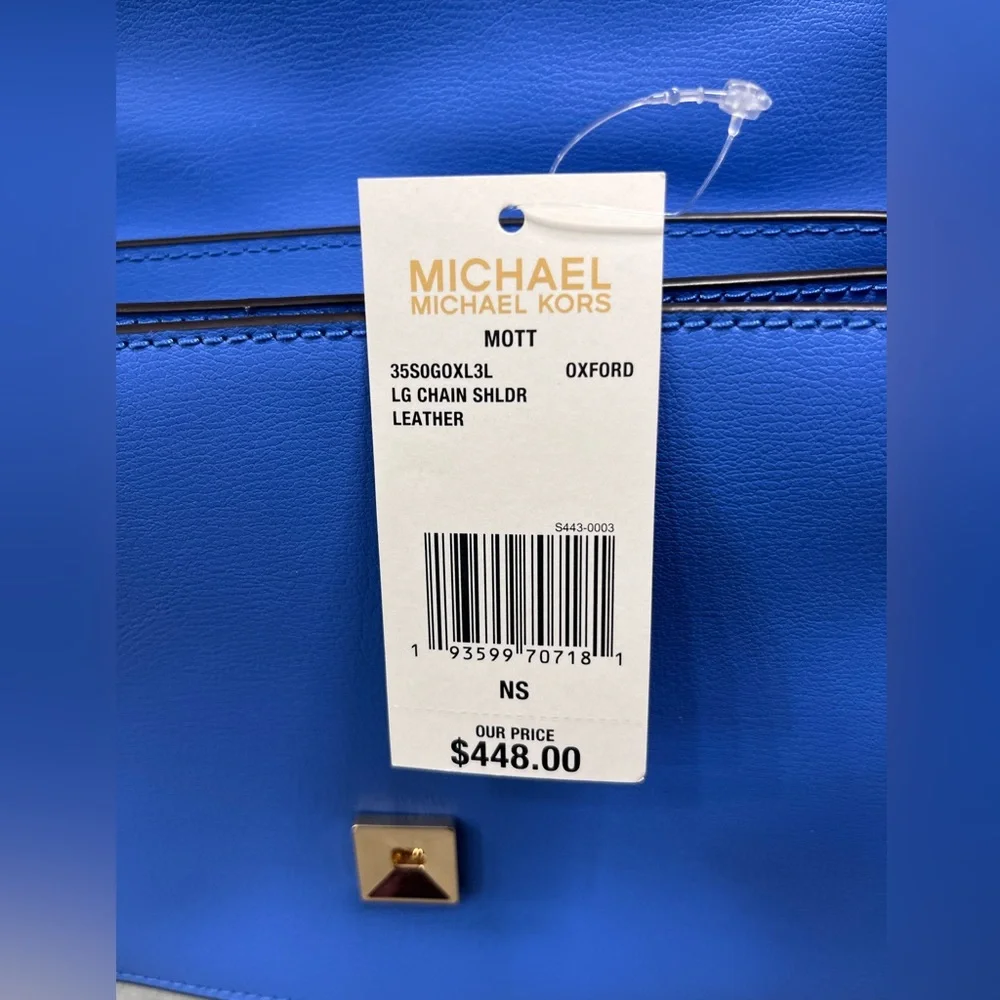 MICHAEL
MICHAEL KORS
MOTT
35S0GOXL3L OXFORD
LG CHAIN SHLDR
LEATHER
S443-0003
1 93599 70718 1
NS
OUR PRICE
$448.00